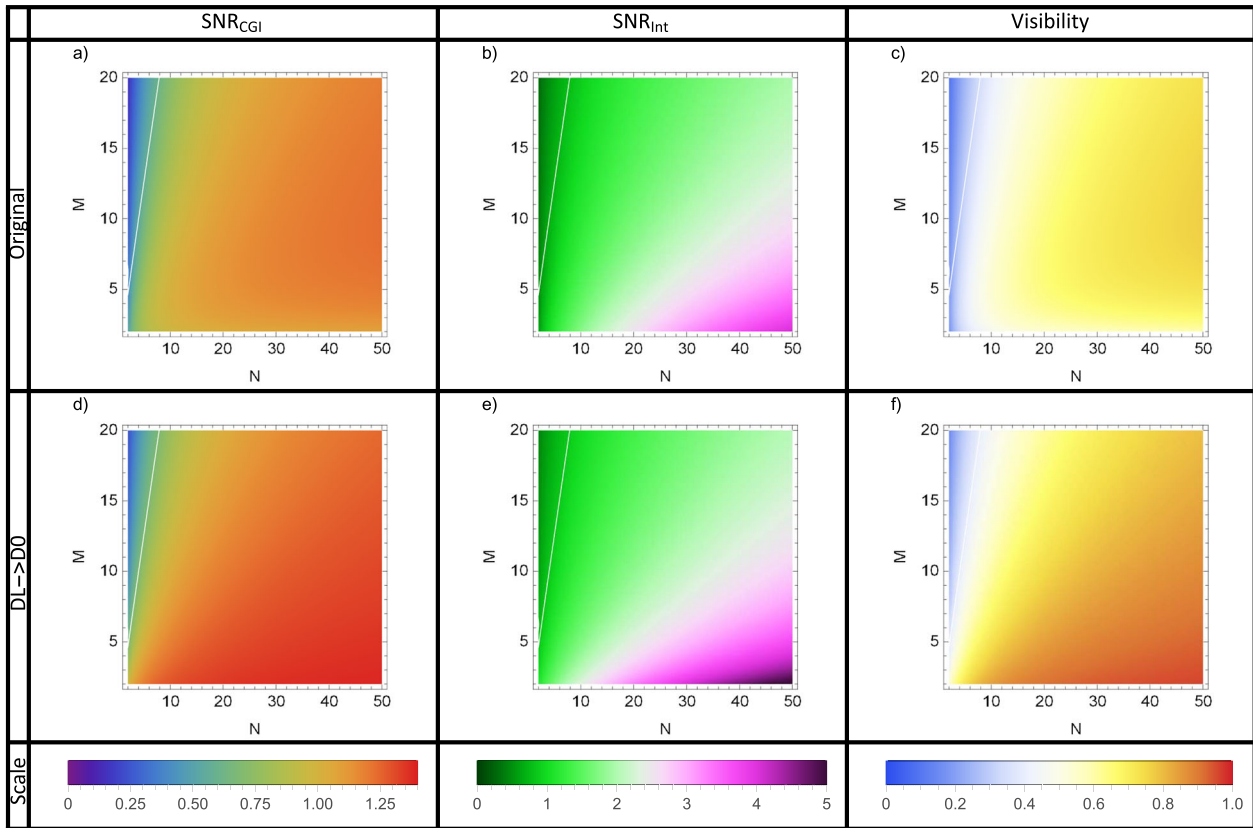 SNRCGI SNRInt Visibility
Original
a) b) c)
20 20 20
15 15 15
M M M
10 10 10
5 5 5
10 20 30 40 50 10 20 30 40 50 10 20 30 40 50
N N N
DL->D0
d) e) f)
20 20 20
15 15 15
M M M
10 10 10
5 5 5
10 20 30 40 50 10 20 30 40 50 10 20 30 40 50
N N N
Scale
0 0.25 0.50 0.75 1.00 1.25 0 1 2 3 4 5 0 0.2 0.4 0.6 0.8 1.0